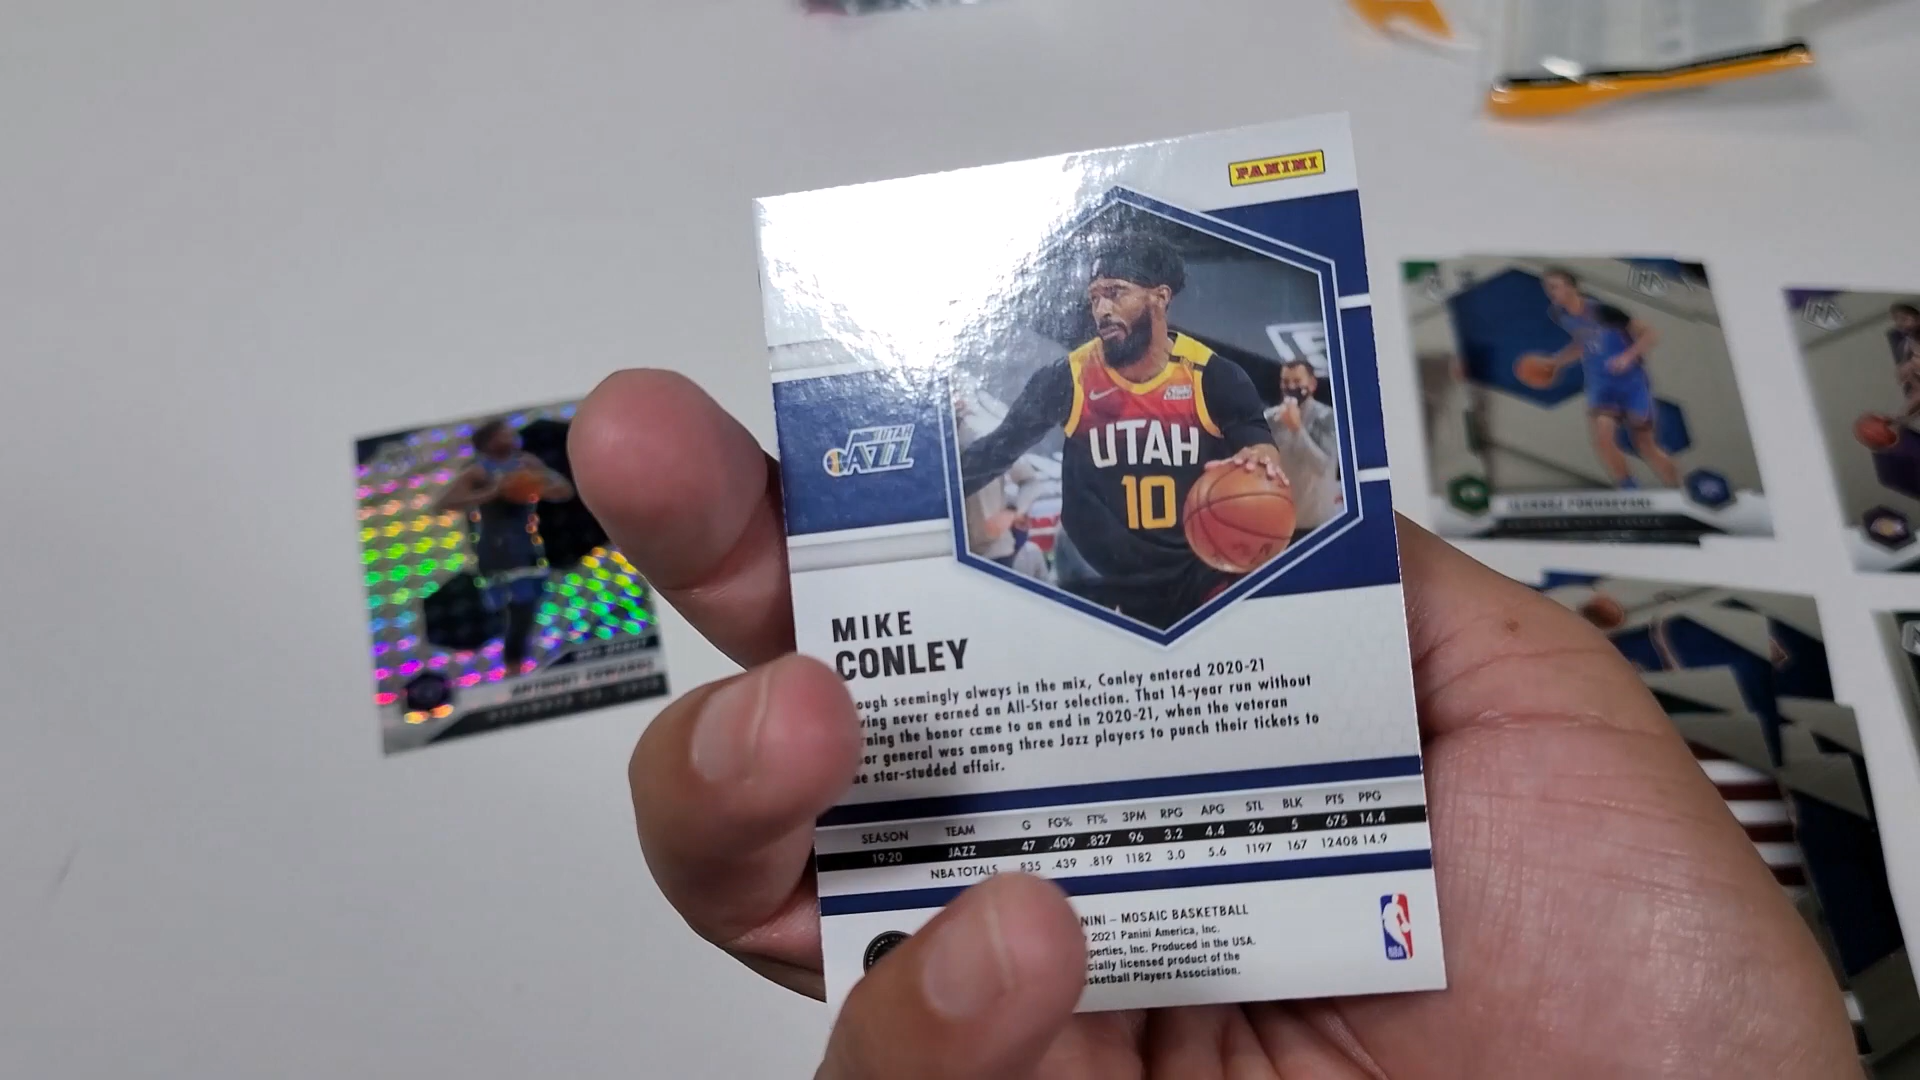 PANINI
UTAH
JAZZ
UTAH
10
MIKE
CONLEY
ough seemingly always in the mix, Conley entered 2020-21
ving never earned an All-Star selection. That 14-year run without
rning the honor came to an end in 2020-21, when the veteran
or general was among three Jazz players to punch their tickets to
e star-studded affair.
SEASON TEAM G FG% FT% 3PM RPG APG STL BLK PTS PPG
19-20 JAZZ 47 .409 .827 96 3.2 4.4 36 5 675 14.4
NBA TOTALS 835 .439 .819 1182 3.0 5.6 1197 167 12408 14.9
NINI – MOSAIC BASKETBALL
2021 Panini America, Inc.
perties, Inc. Produced in the USA.
cially licensed product of the
sketball Players Association.
NBA
ANTHONY EDWARDS